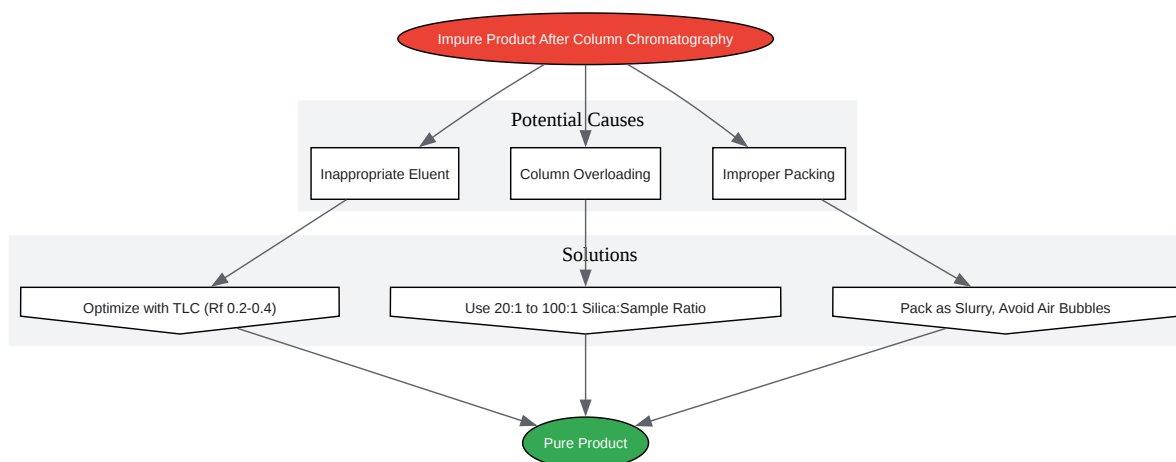 Impure Product After Column Chromatography
Potential Causes
Inappropriate Eluent
Column Overloading
Improper Packing
Solutions
Optimize with TLC (Rf 0.2-0.4)
Use 20:1 to 100:1 Silica:Sample Ratio
Pack as Slurry, Avoid Air Bubbles
Pure Product